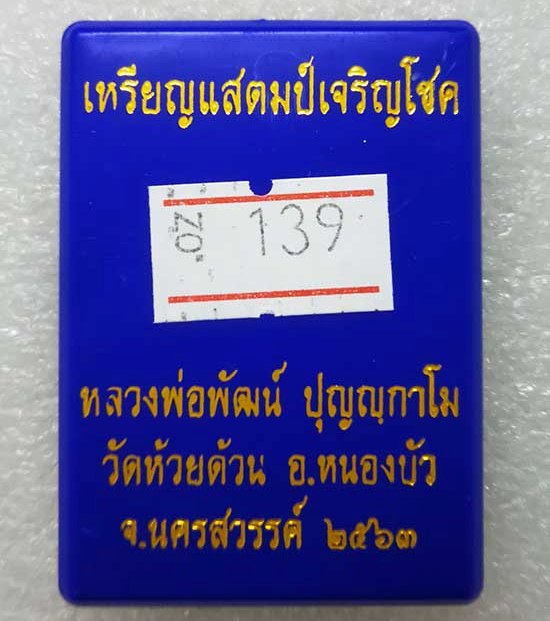 เหรียญแสตมป์เจริญโชค
No. 139
หลวงพ่อพัฒน์ ปุญญกาโม
วัดห้วยด้วน อ.หนองบัว
จ.นครสวรรค์ ๒๕๖๓